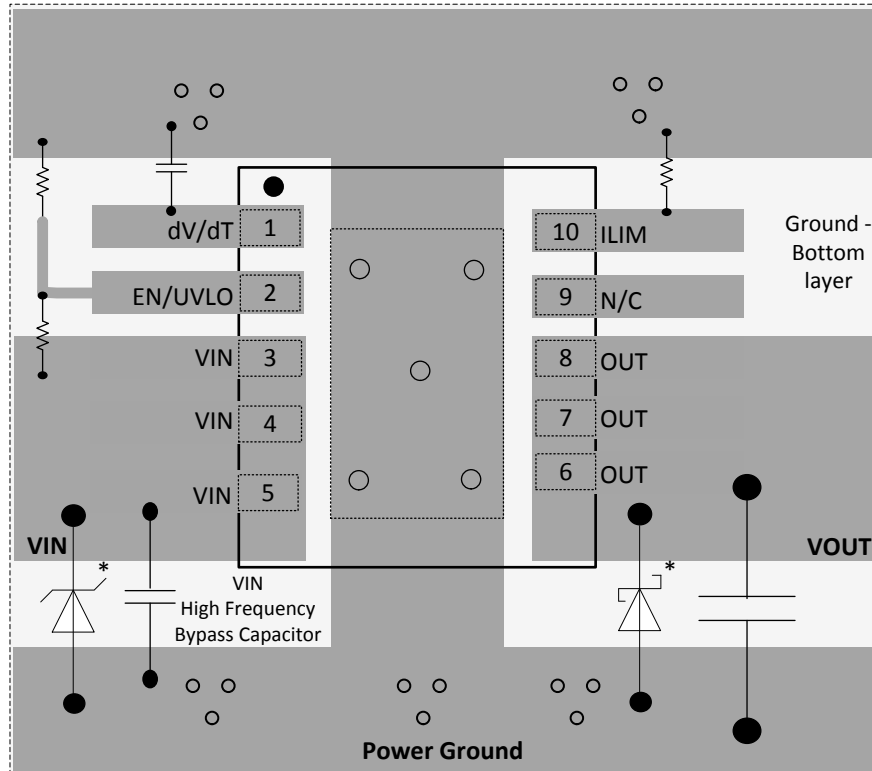 dV/dT 1
10 ILIM
Ground -
Bottom
layer
EN/UVLO 2
9 N/C
VIN 3
8 OUT
VIN 4
7 OUT
6 OUT
VIN 5
VIN
VOUT
*
*
VIN
High Frequency
Bypass Capacitor
Power Ground